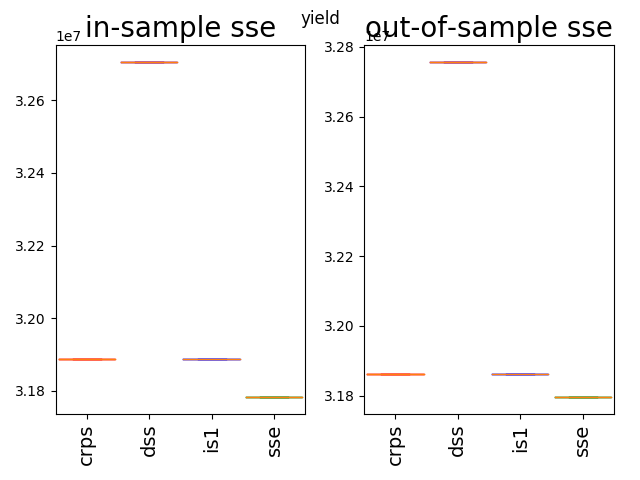 yield
in-sample sse
1e7
3.26
3.24
3.22
3.20
3.18
crps
dss
is1
sse
out-of-sample sse
1e7
3.28
3.26
3.24
3.22
3.20
3.18
crps
dss
is1
sse